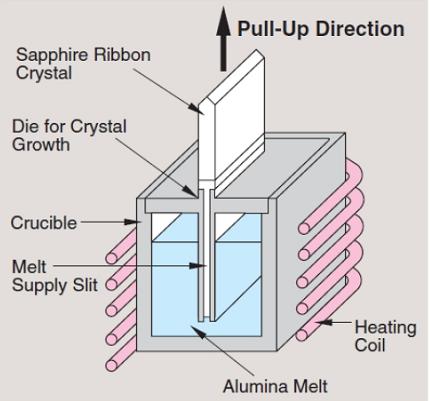 Pull-Up Direction
Sapphire Ribbon
Crystal
Die for Crystal
Growth
Crucible
Melt
Supply Slit
Heating
Coil
Alumina Melt